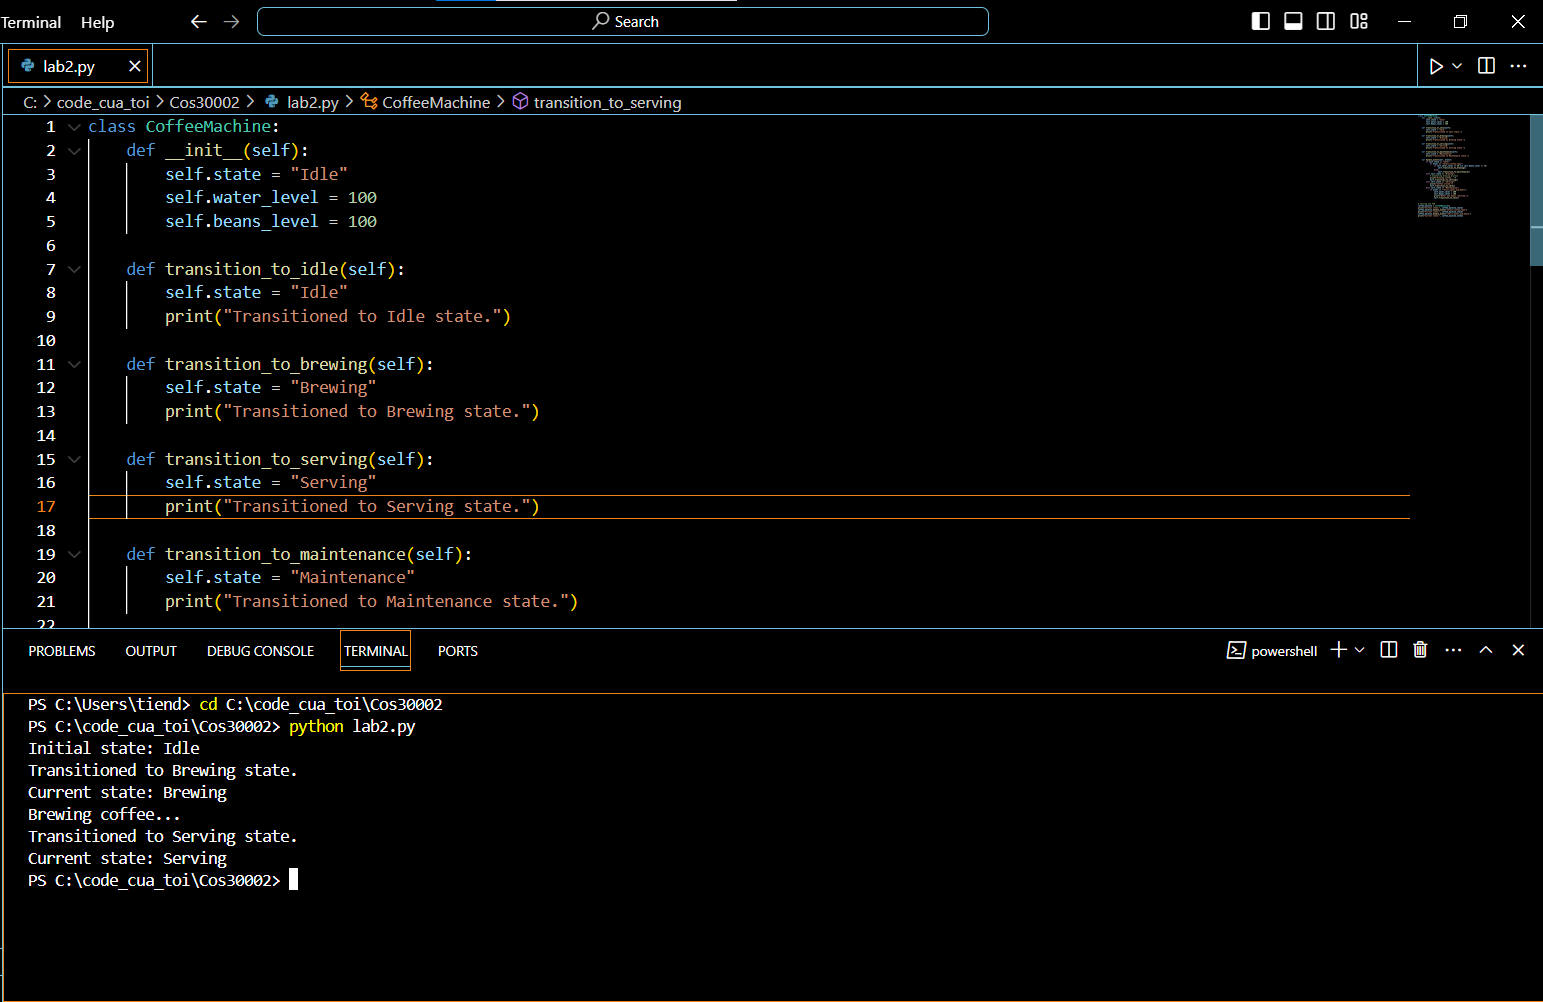 Terminal Help Search
lab2.py
C: > code_cua_toi > Cos30002 > lab2.py > CoffeeMachine > transition_to_serving
1 class CoffeeMachine:
2 def __init__(self):
3 self.state = "Idle"
4 self.water_level = 100
5 self.beans_level = 100
6
7 def transition_to_idle(self):
8 self.state = "Idle"
9 print("Transitioned to Idle state.")
10
11 def transition_to_brewing(self):
12 self.state = "Brewing"
13 print("Transitioned to Brewing state.")
14
15 def transition_to_serving(self):
16 self.state = "Serving"
17 print("Transitioned to Serving state.")
18
19 def transition_to_maintenance(self):
20 self.state = "Maintenance"
21 print("Transitioned to Maintenance state.")
22
PROBLEMS OUTPUT DEBUG CONSOLE TERMINAL PORTS powershell
PS C:\Users\tiend> cd C:\code_cua_toi\Cos30002
PS C:\code_cua_toi\Cos30002> python lab2.py
Initial state: Idle
Transitioned to Brewing state.
Current state: Brewing
Brewing coffee...
Transitioned to Serving state.
Current state: Serving
PS C:\code_cua_toi\Cos30002>